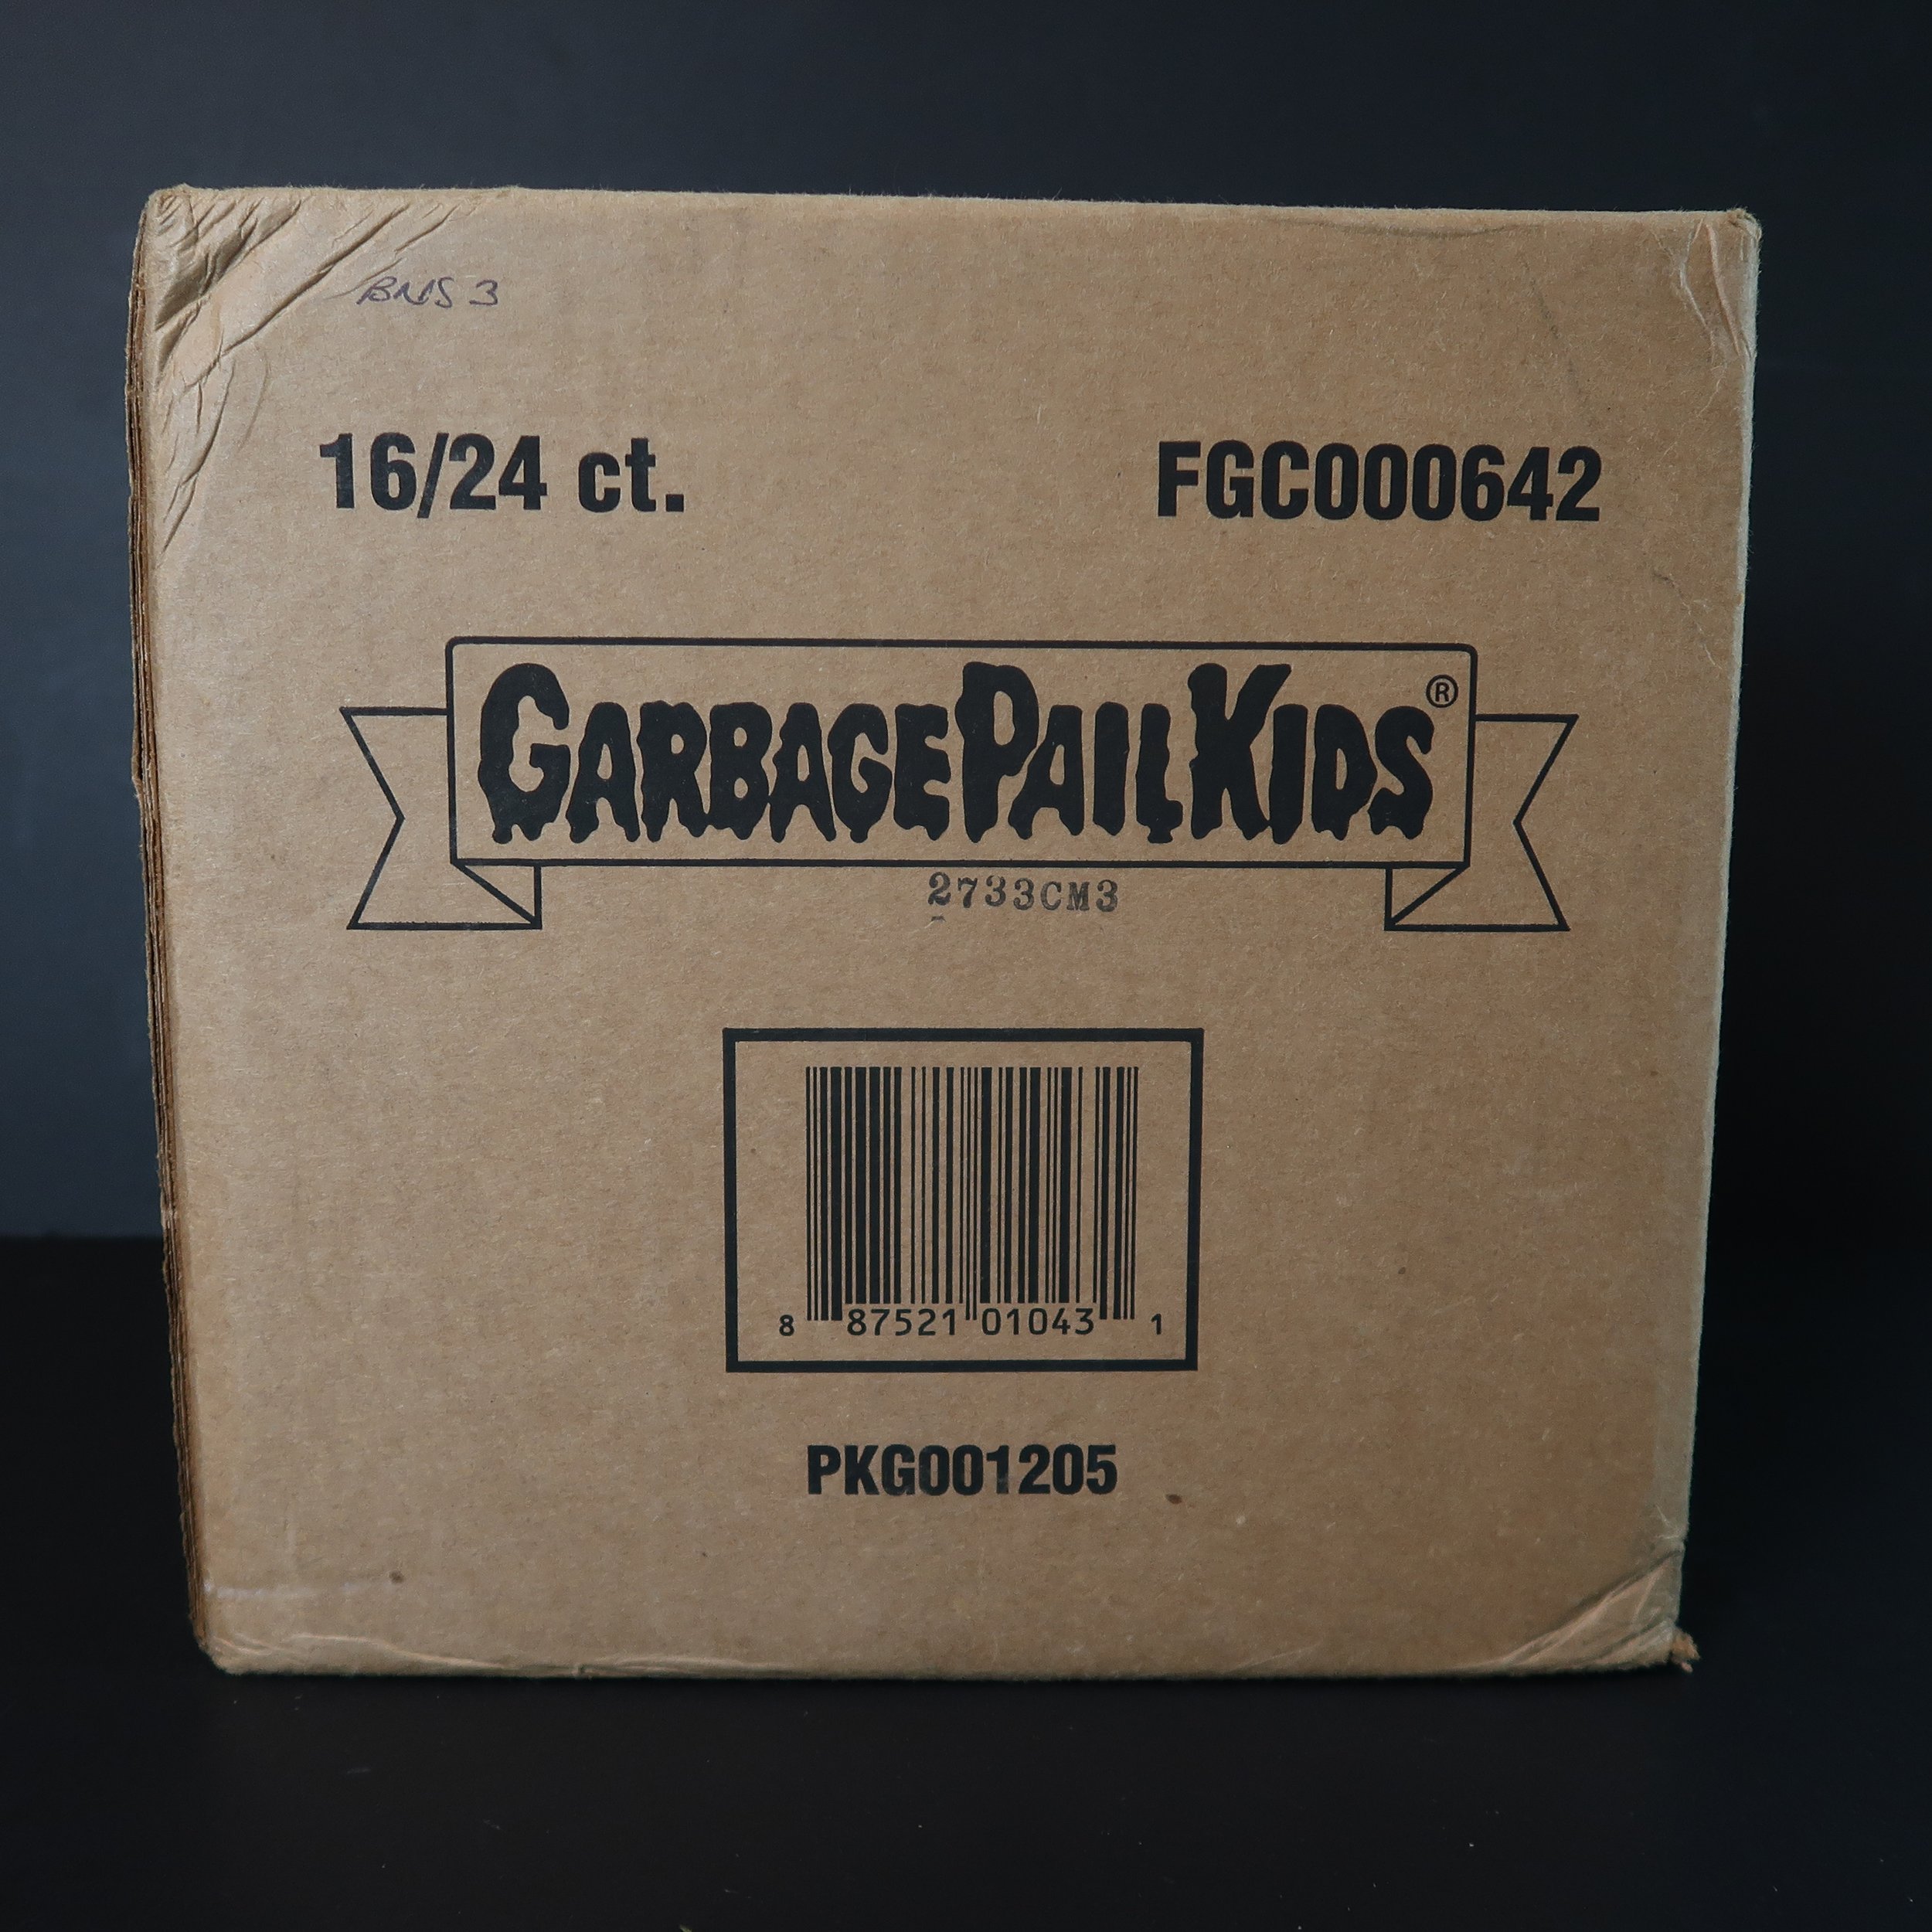 BNS 3
16/24 ct.
FGC000642
GARBAGE PAIL KIDS®
2733CM3
8 87521 01043 1
PKG001205